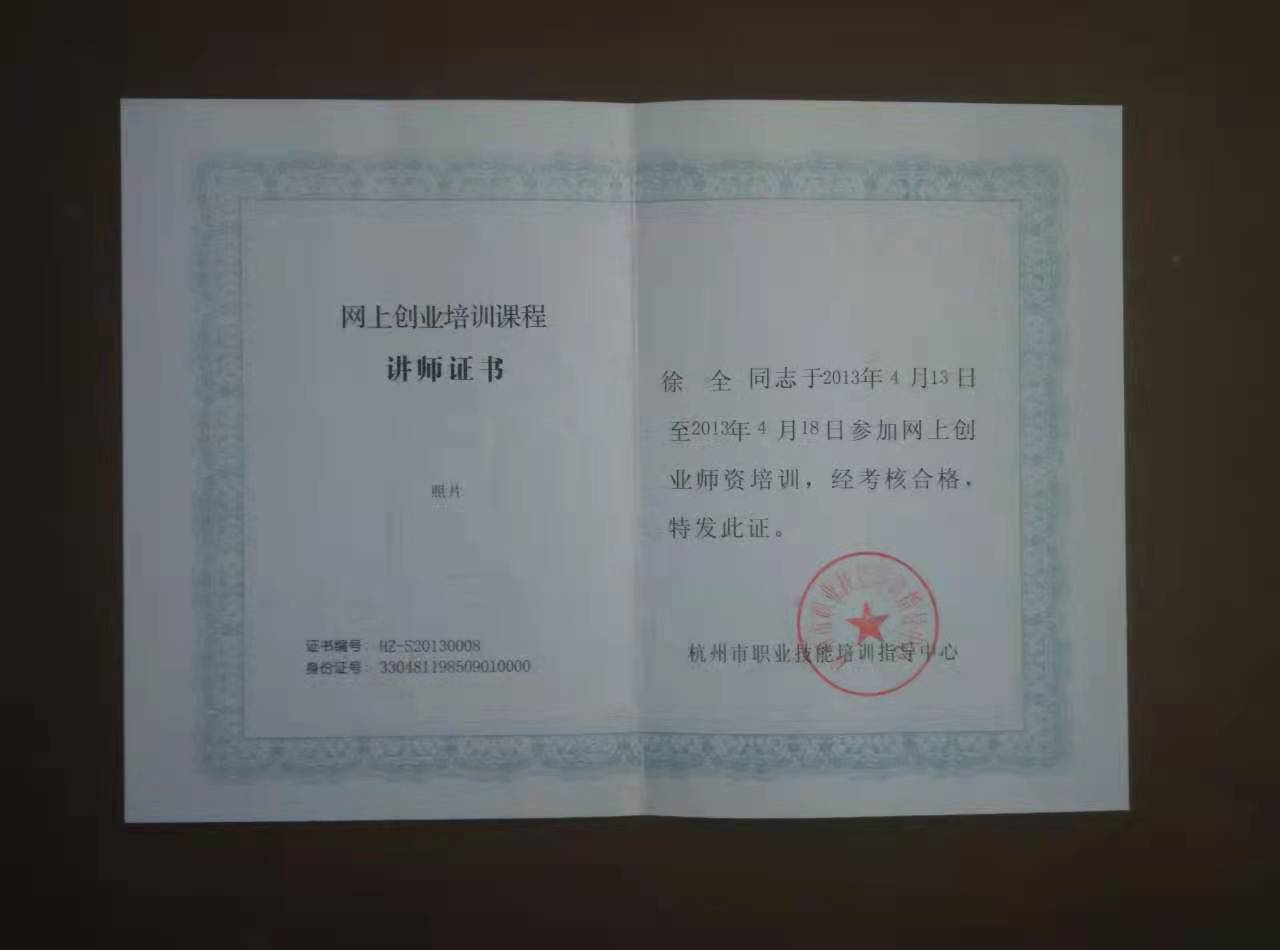 网上创业培训课程
讲师证书
照片
证书编号: HZ-S20130008
身份证号: 330481198509010000
徐 全 同志于2013年 4 月13 日
至2013年 4 月18 日参加网上创
业师资培训，经考核合格，
特发此证。
杭州市职业技能培训指导中心